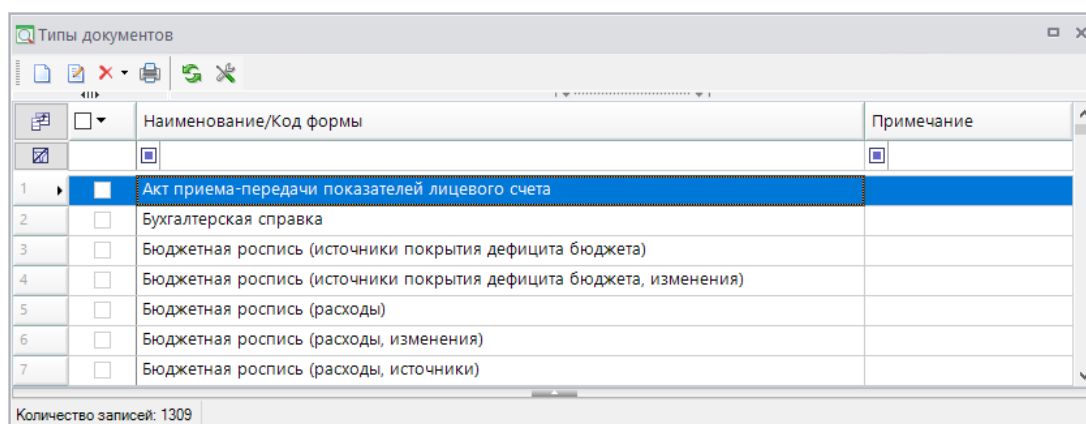 Типы документов
Наименование/Код формы Примечание
1 Акт приема-передачи показателей лицевого счета
2 Бухгалтерская справка
3 Бюджетная роспись (источники покрытия дефицита бюджета)
4 Бюджетная роспись (источники покрытия дефицита бюджета, изменения)
5 Бюджетная роспись (расходы)
6 Бюджетная роспись (расходы, изменения)
7 Бюджетная роспись (расходы, источники)
Количество записей: 1309